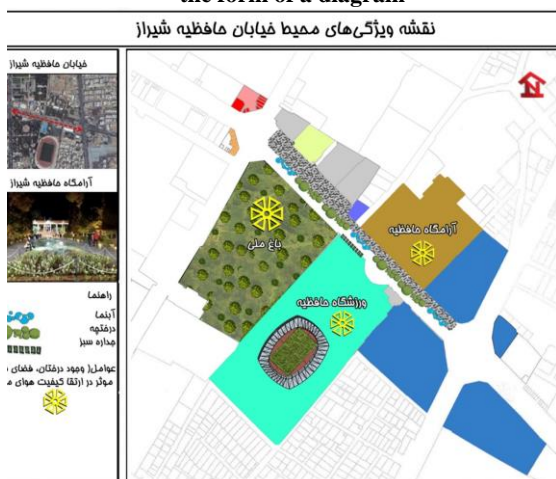 the form of a diagram
نقشه ویژگی‌های محیط خیابان حافظیه شیراز
خیابان حافظیه شیراز
آرامگاه حافظیه شیراز
راهنما
آبنما
درختچه
جداره سبز
عوامل( وجود درختان، فضای
موثر در ارتقا کیفیت هوای
باغ ملی
آرامگاه حافظیه
ورزشگاه حافظیه